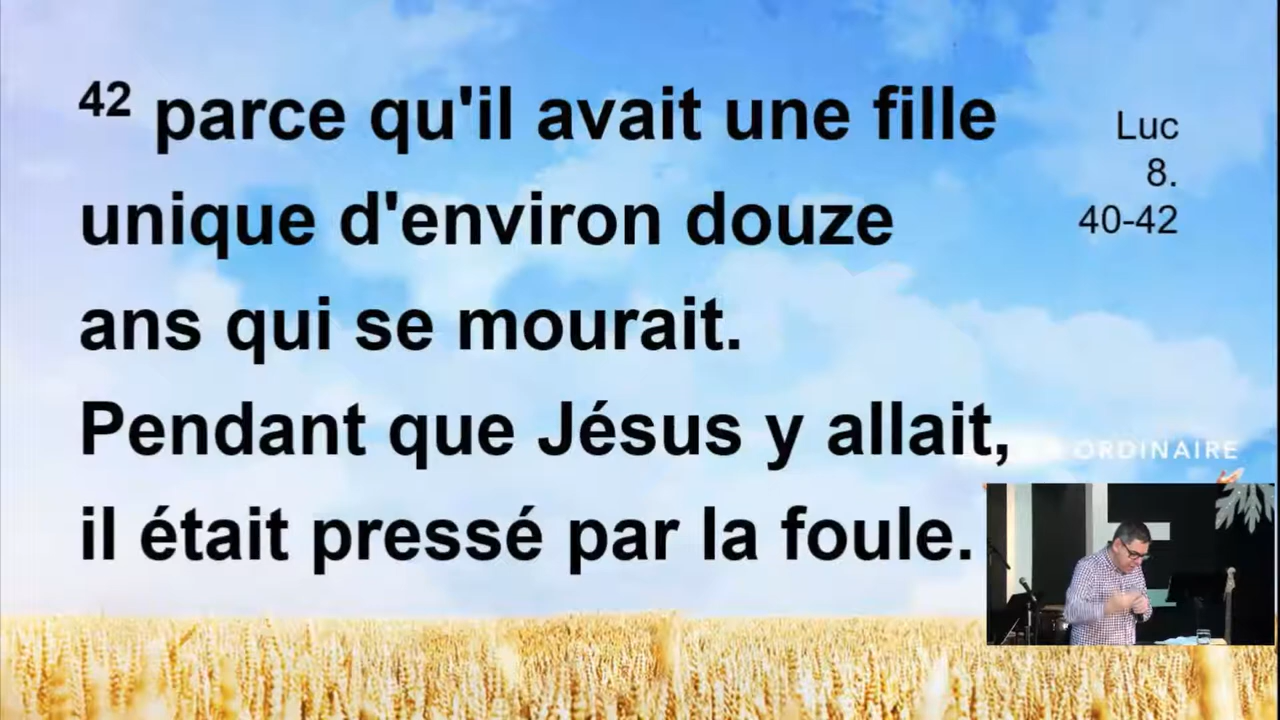 42 parce qu'il avait une fille
unique d'environ douze
ans qui se mourait.
Pendant que Jésus y allait,
il était pressé par la foule.
Luc
8.
40-42
ORDINAIRE